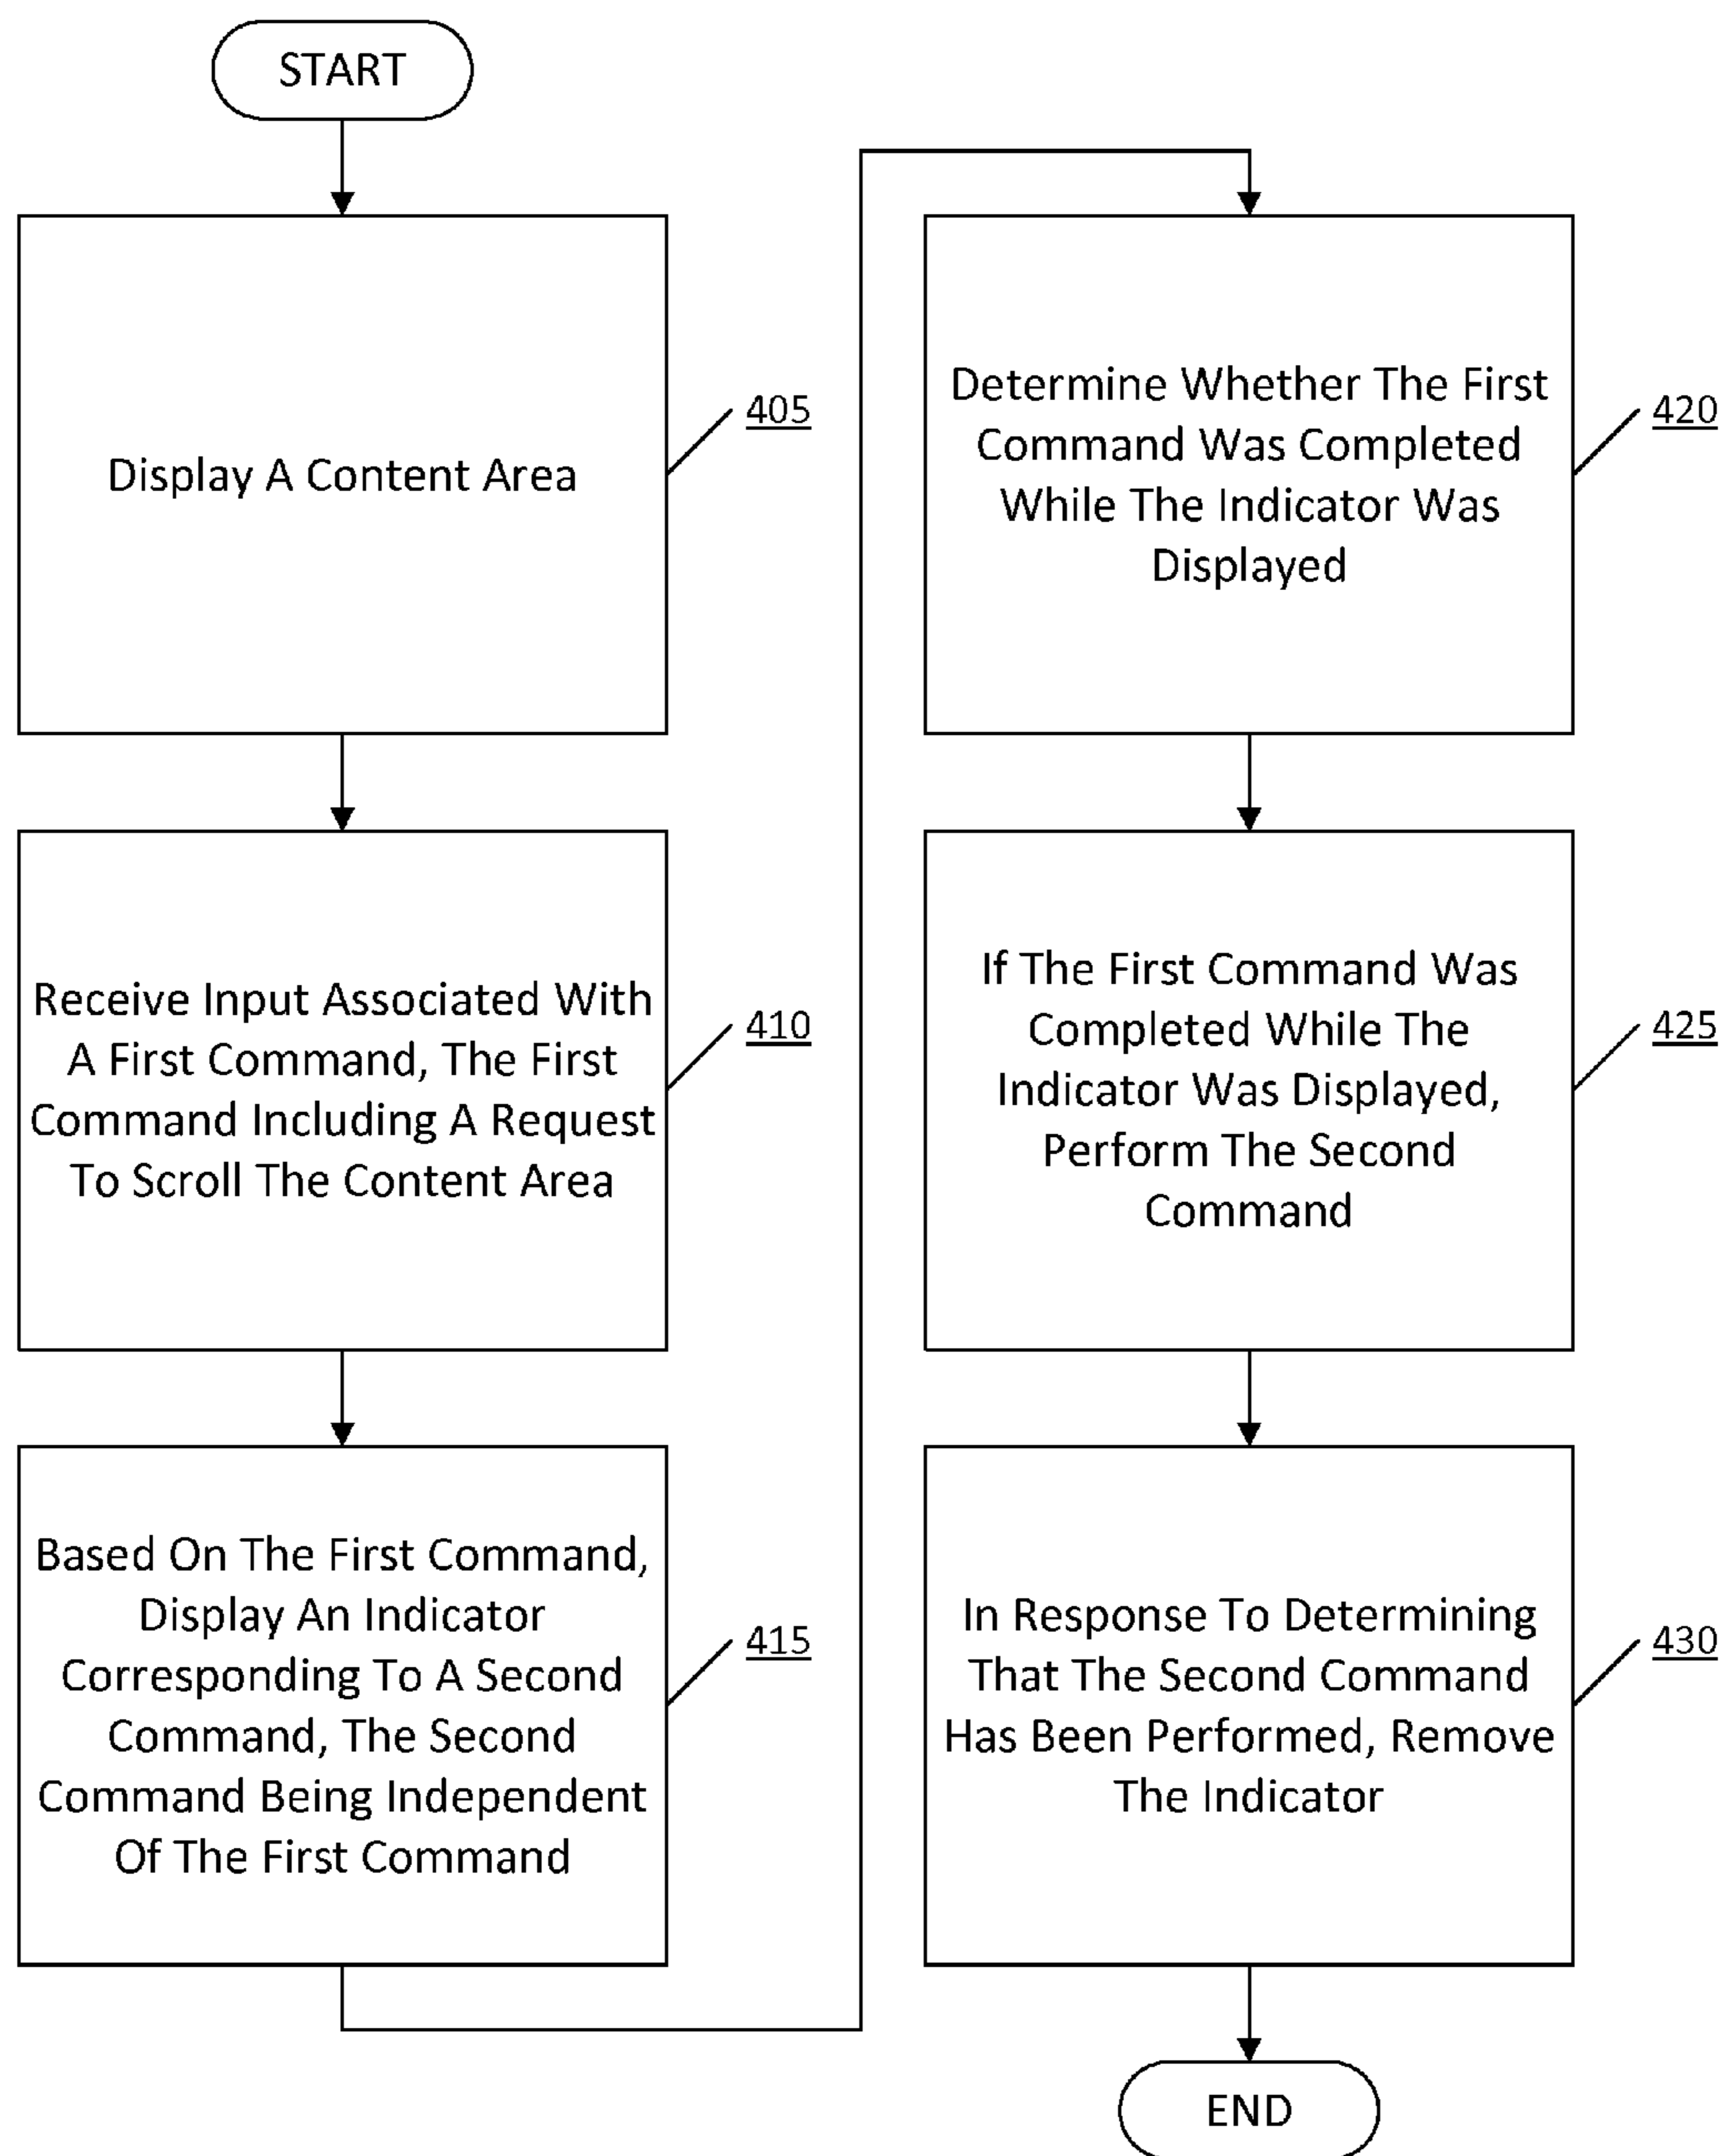 START
Display A Content Area
405
Receive Input Associated With
A First Command, The First
Command Including A Request
To Scroll The Content Area
410
Based On The First Command,
Display An Indicator
Corresponding To A Second
Command, The Second
Command Being Independent
Of The First Command
415
Determine Whether The First
Command Was Completed
While The Indicator Was
Displayed
420
If The First Command Was
Completed While The
Indicator Was Displayed,
Perform The Second
Command
425
In Response To Determining
That The Second Command
Has Been Performed, Remove
The Indicator
430
END